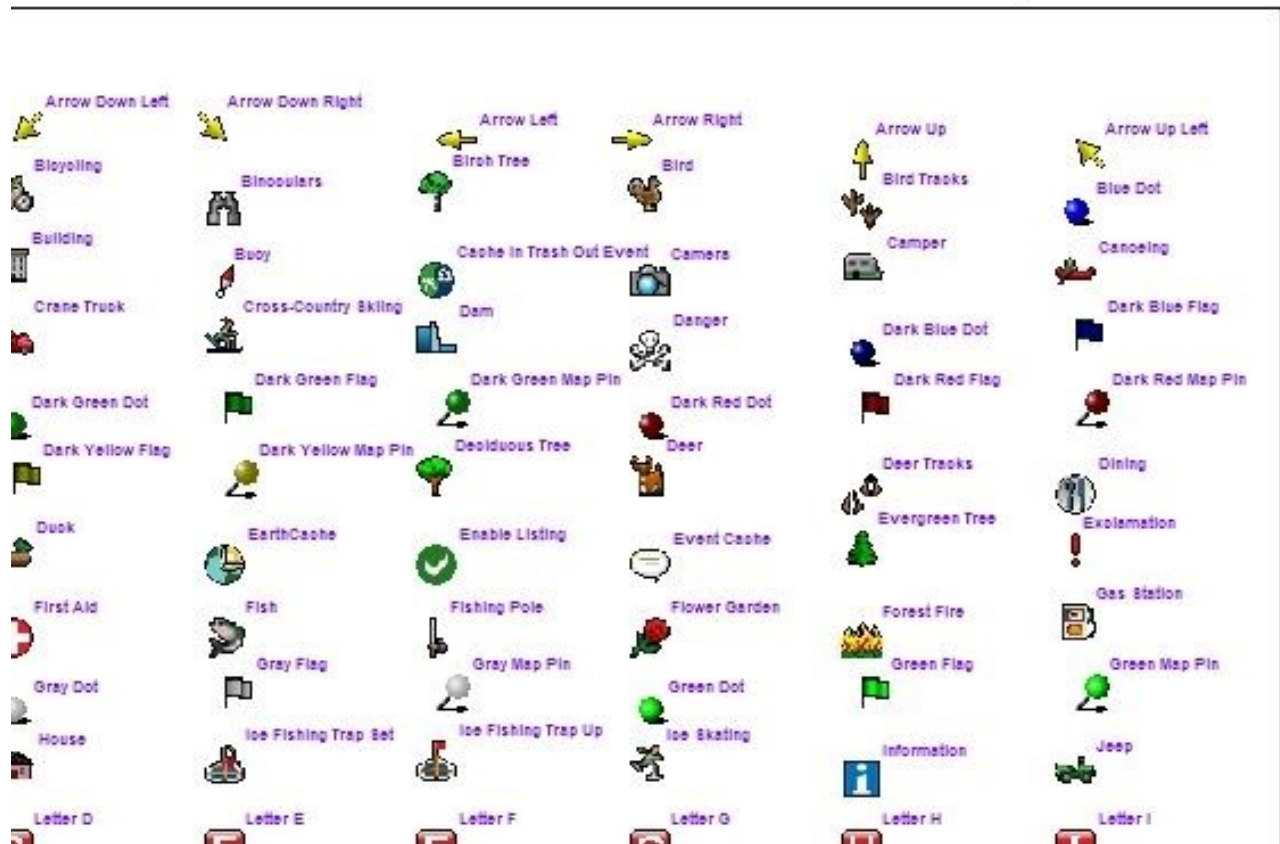 Arrow Down Left
Arrow Down Right
Arrow Left
Arrow Right
Arrow Up
Arrow Up Left
Bicycling
Binoculars
Birch Tree
Bird
Bird Tracks
Blue Dot
Building
Buoy
Cache In Trash Out Event
Camera
Camper
Canoeing
Crane Truck
Cross-Country Skiing
Dam
Danger
Dark Blue Dot
Dark Blue Flag
Dark Green Dot
Dark Green Flag
Dark Green Map Pin
Dark Red Dot
Dark Red Flag
Dark Red Map Pin
Dark Yellow Flag
Dark Yellow Map Pin
Deciduous Tree
Deer
Deer Tracks
Dining
Duck
EarthCache
Enable Listing
Event Cache
Evergreen Tree
Exclamation
First Aid
Fish
Fishing Pole
Flower Garden
Forest Fire
Gas Station
Gray Dot
Gray Flag
Gray Map Pin
Green Dot
Green Flag
Green Map Pin
House
Ice Fishing Trap Set
Ice Fishing Trap Up
Ice Skating
Information
Jeep
Letter D
Letter E
Letter F
Letter G
Letter H
Letter I